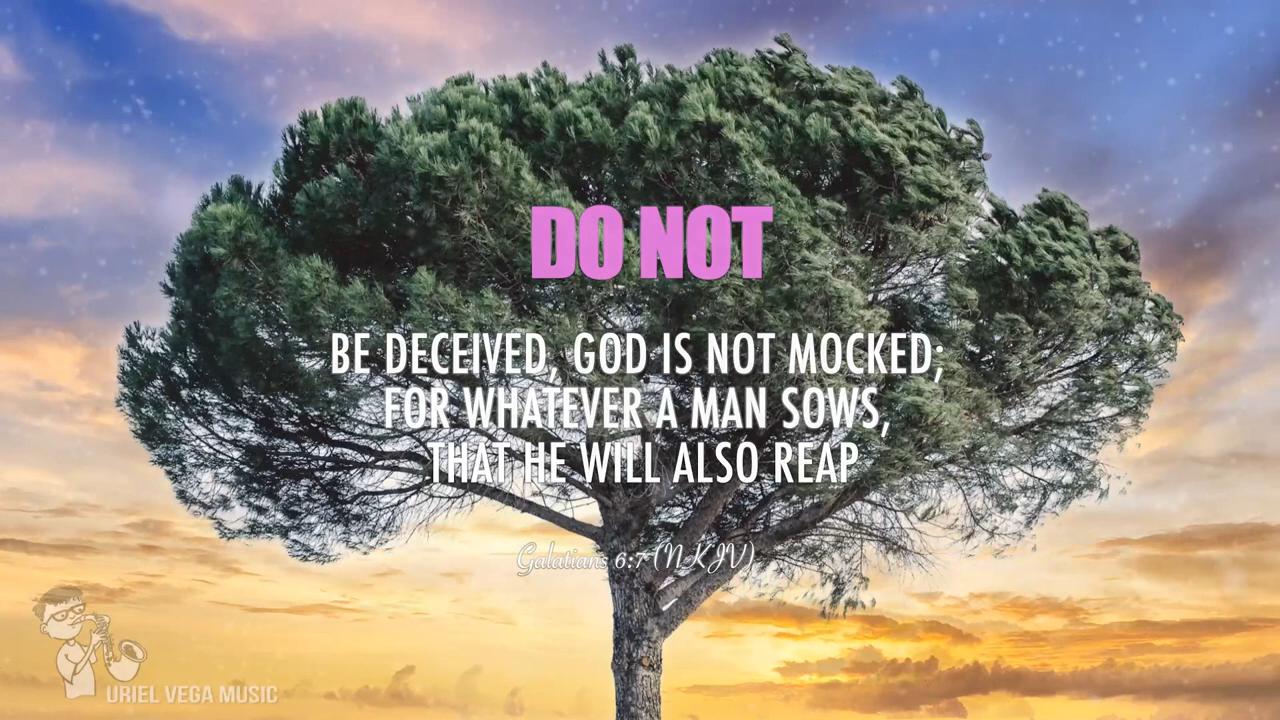 DO NOT
BE DECEIVED, GOD IS NOT MOCKED;
FOR WHATEVER A MAN SOWS,
THAT HE WILL ALSO REAP
Galatians 6:7 (NKJV)
URIEL VEGA MUSIC